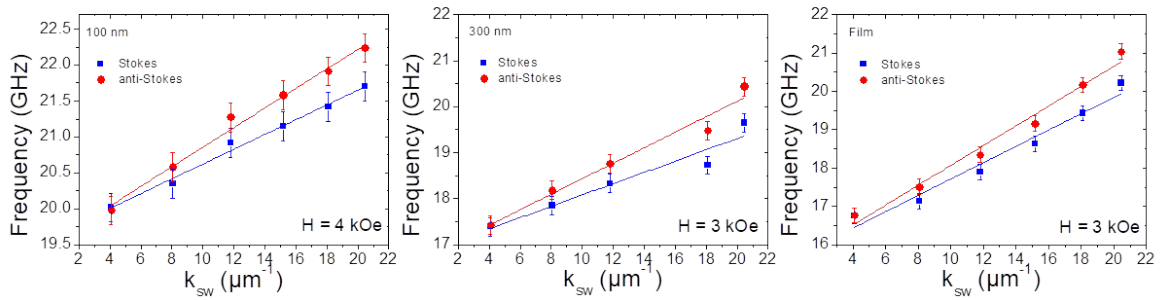 100 nm
Stokes
anti-Stokes
H = 4 kOe
Frequency (GHz)
22.5
22.0
21.5
21.0
20.5
20.0
19.5
2 4 6 8 10 12 14 16 18 20 22
k_SW (μm⁻¹)
300 nm
Stokes
anti-Stokes
H = 3 kOe
Frequency (GHz)
22
21
20
19
18
17
2 4 6 8 10 12 14 16 18 20 22
k_SW (μm⁻¹)
Film
Stokes
anti-Stokes
H = 3 kOe
Frequency (GHz)
21
20
19
18
17
16
2 4 6 8 10 12 14 16 18 20 22
k_SW (μm⁻¹)